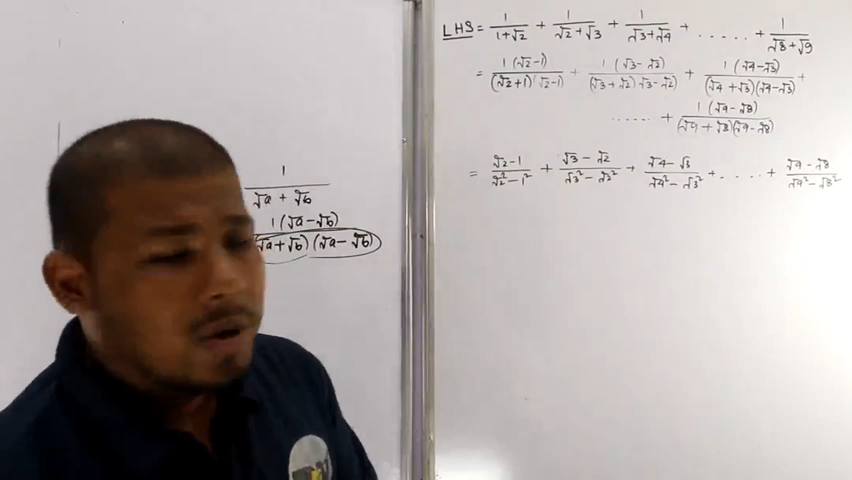 1
√a + √b
1(√a-√b)
(√a+√b)(√a-√b)
LHS = 1/(1+√2) + 1/(√2+√3) + 1/(√3+√4) + ..... + 1/(√8+√9)
= 1(√2-1)/(√2+1)(√2-1) + 1(√3-√2)/(√3+√2)√3-√2) + 1(√4-√3)/(√4+√3)(√4-√3) +
..... + 1(√9-√8)/(√9+√8)(√9-√8)
= √2-1/√2²-1² + √3-√2/√3²-√2² + √4-√3/√4²-√3² + ..... + √9-√8/√9²-√8²